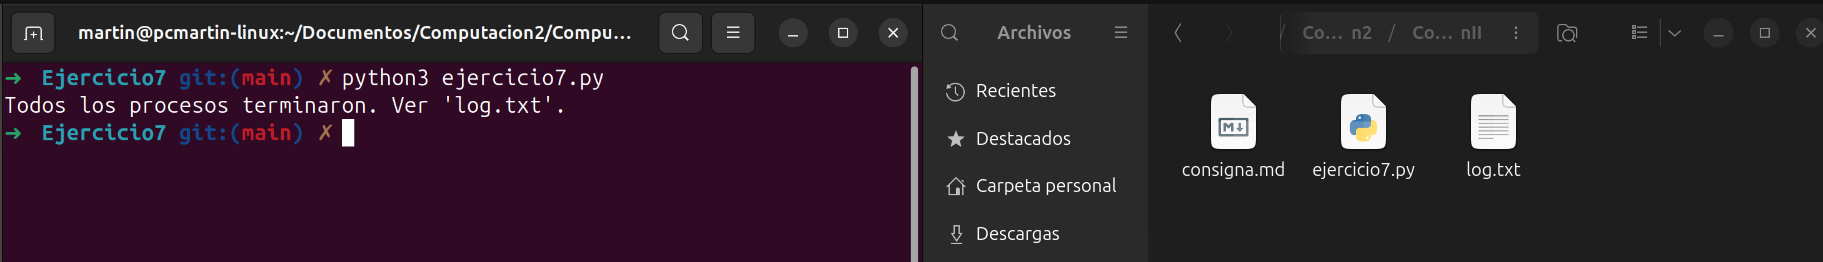 martin@pcmartin-linux:~/Documentos/Computacion2/Compu...
➜ Ejercicio7 git:(main) ✗ python3 ejercicio7.py
Todos los procesos terminaron. Ver 'log.txt'.
➜ Ejercicio7 git:(main) ✗
Archivos
/ Co... n2 / Co... nII
Recientes
Destacados
Carpeta personal
Descargas
M
consigna.md
ejercicio7.py
log.txt